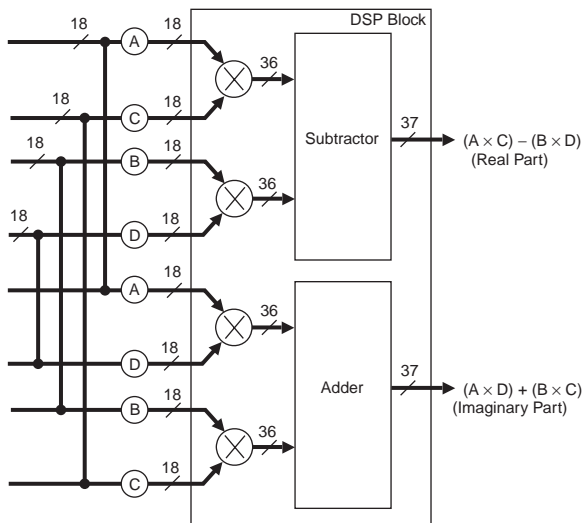 DSP Block
18
A
18
36
18
C
18
Subtractor
37
(A × C) – (B × D)
(Real Part)
18
B
18
36
18
D
18
A
18
36
D
18
Adder
37
(A × D) + (B × C)
(Imaginary Part)
B
18
36
C
18